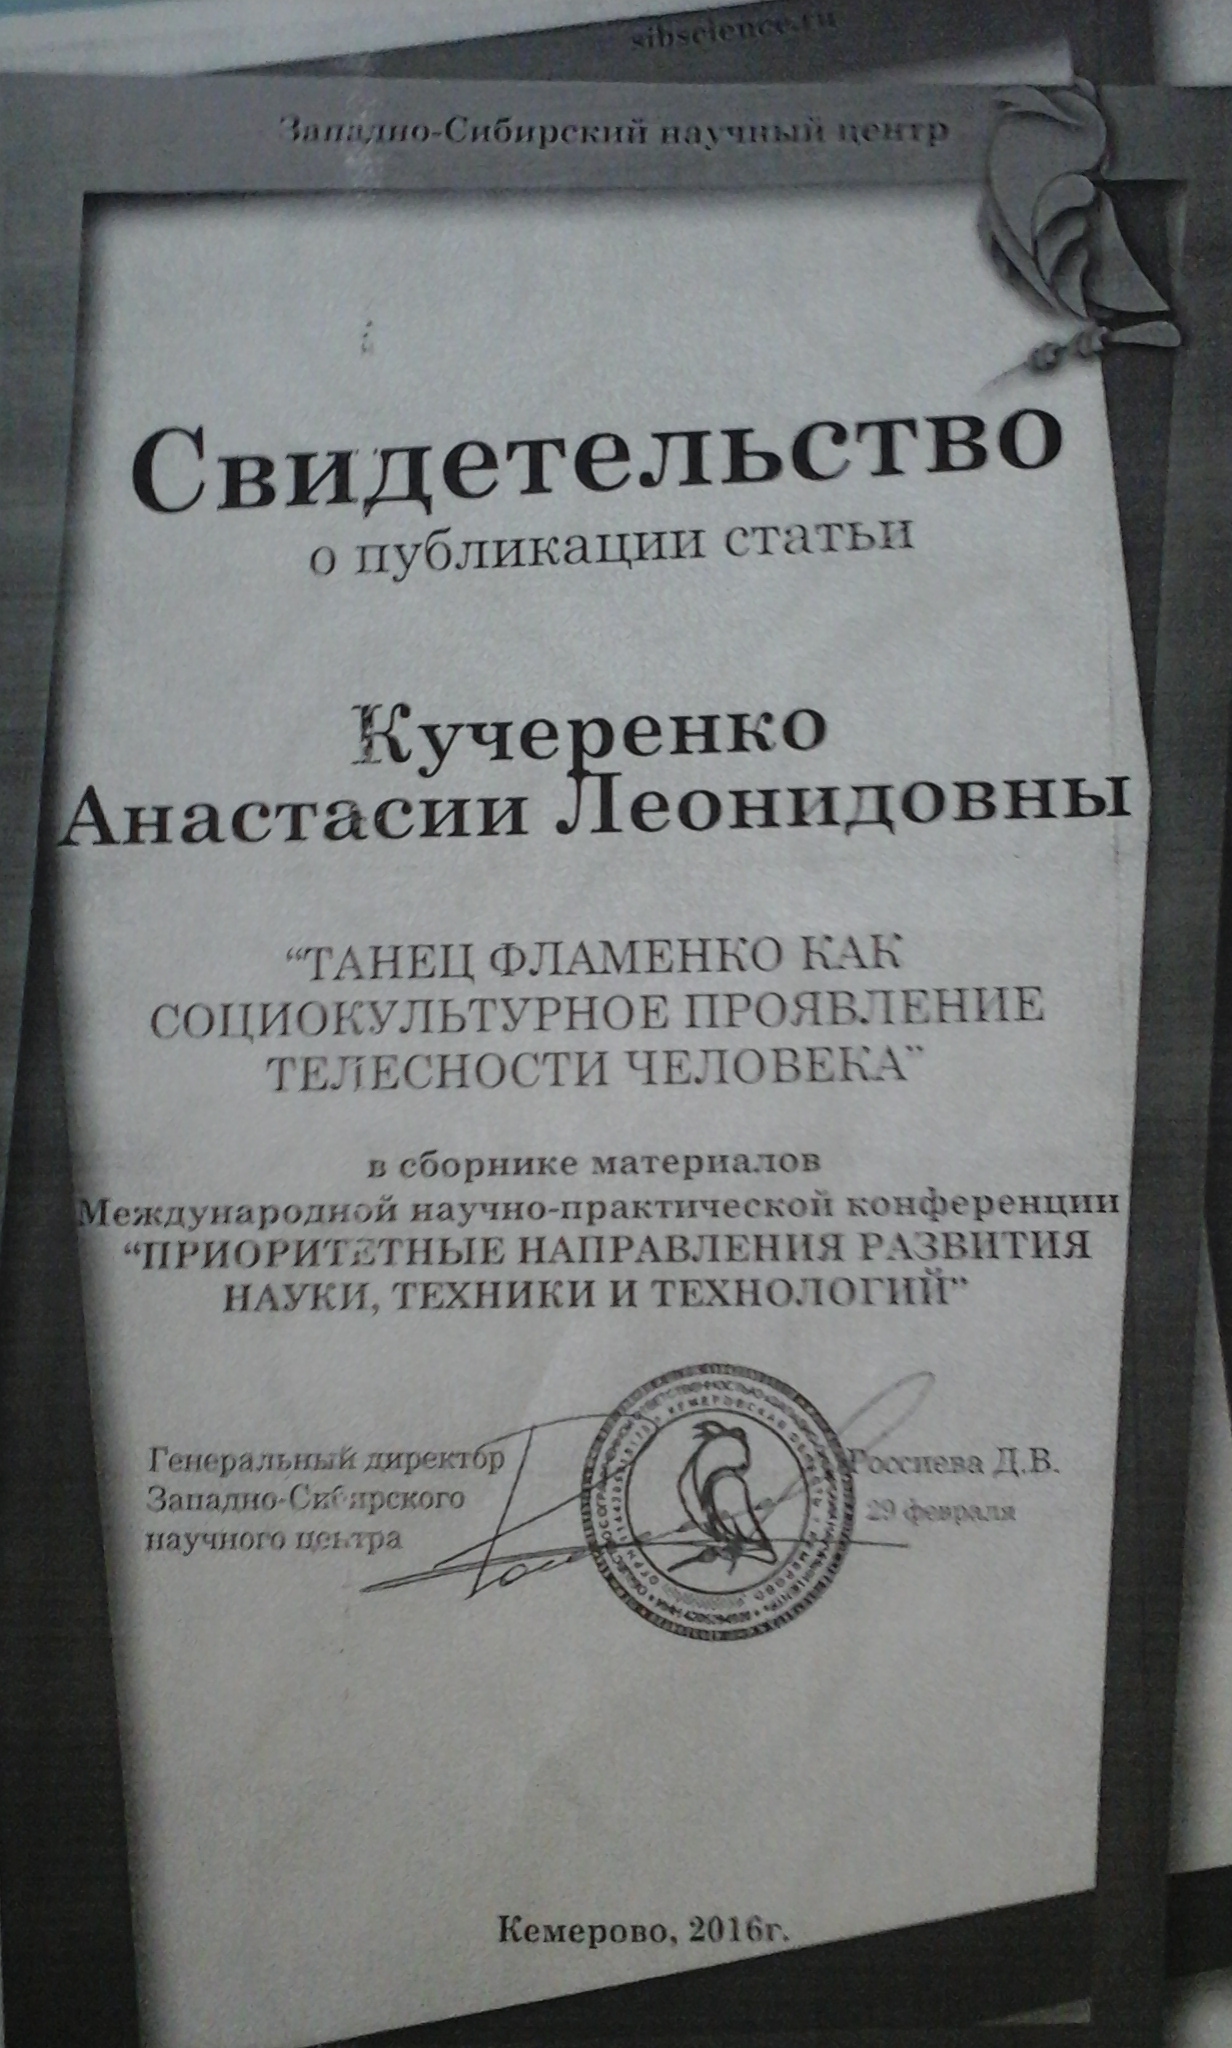 sibscience.ru
Западно-Сибирский научный центр
Свидетельство
о публикации статьи
Кучеренко
Анастасии Леонидовны
“ТАНЕЦ ФЛАМЕНКО КАК
СОЦИОКУЛЬТУРНОЕ ПРОЯВЛЕНИЕ
ТЕЛЕСНОСТИ ЧЕЛОВЕКА”
в сборнике материалов
Международной научно-практической конференции
“ПРИОРИТЕТНЫЕ НАПРАВЛЕНИЯ РАЗВИТИЯ
НАУКИ, ТЕХНИКИ И ТЕХНОЛОГИЙ”
Генеральный директор
Западно-Сибирского
научного центра
КЕМЕРОВСКАЯ ОБЛАСТЬ
Д.В.
29 февраля
Кемерово, 2016г.